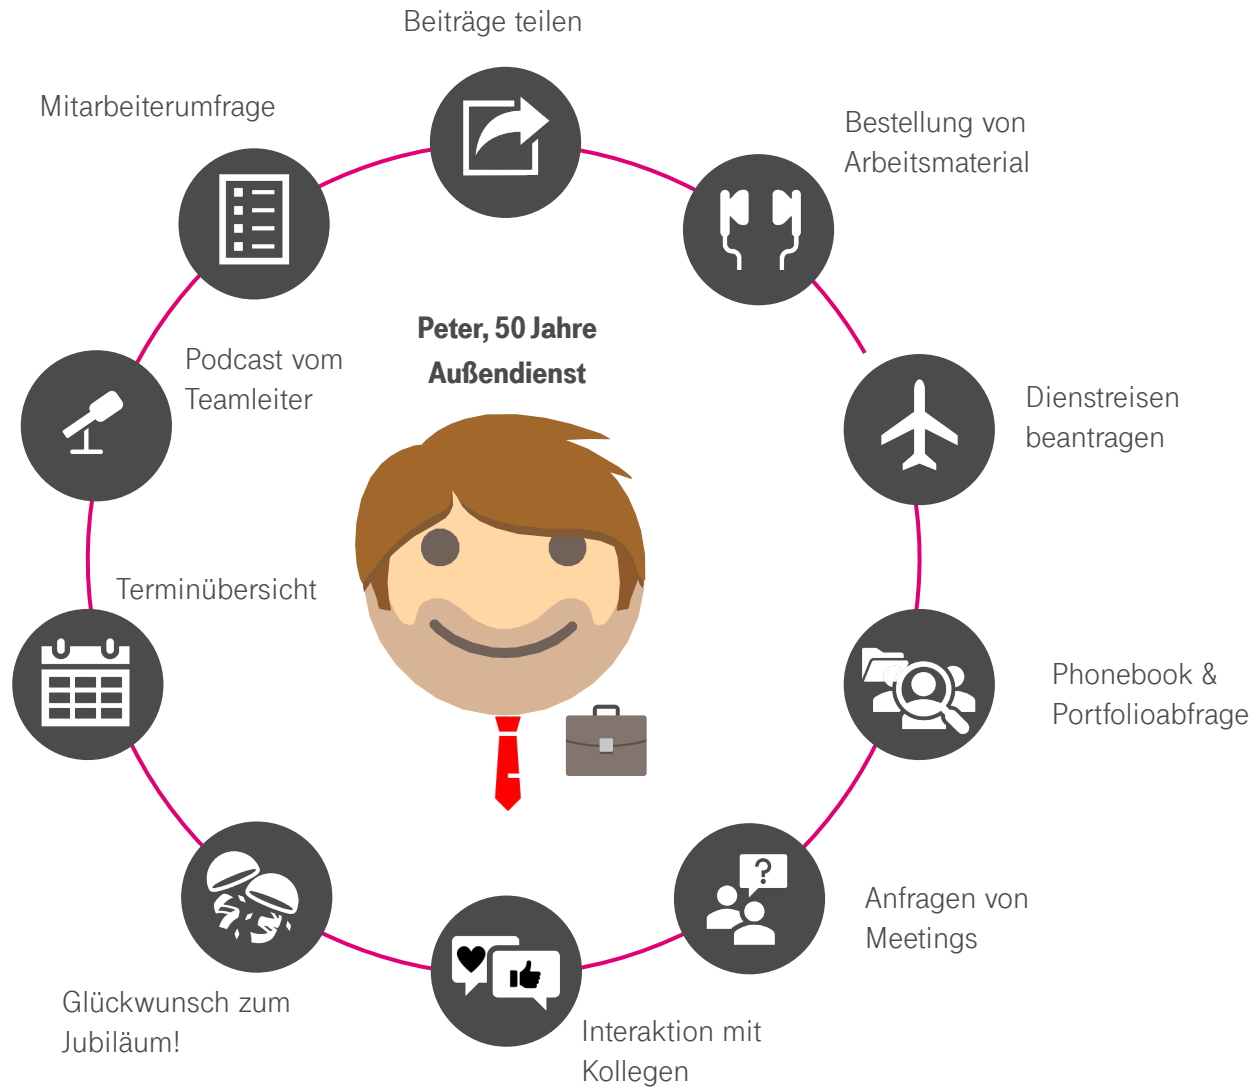 Beiträge teilen
Mitarbeiterumfrage
Bestellung von
Arbeitsmaterial
Peter, 50 Jahre
Außendienst
Podcast vom
Teamleiter
Dienstreisen
beantragen
Terminübersicht
Phonebook &
Portfolioabfrage
?
Anfragen von
Meetings
Glückwunsch zum
Jubiläum!
Interaktion mit
Kollegen